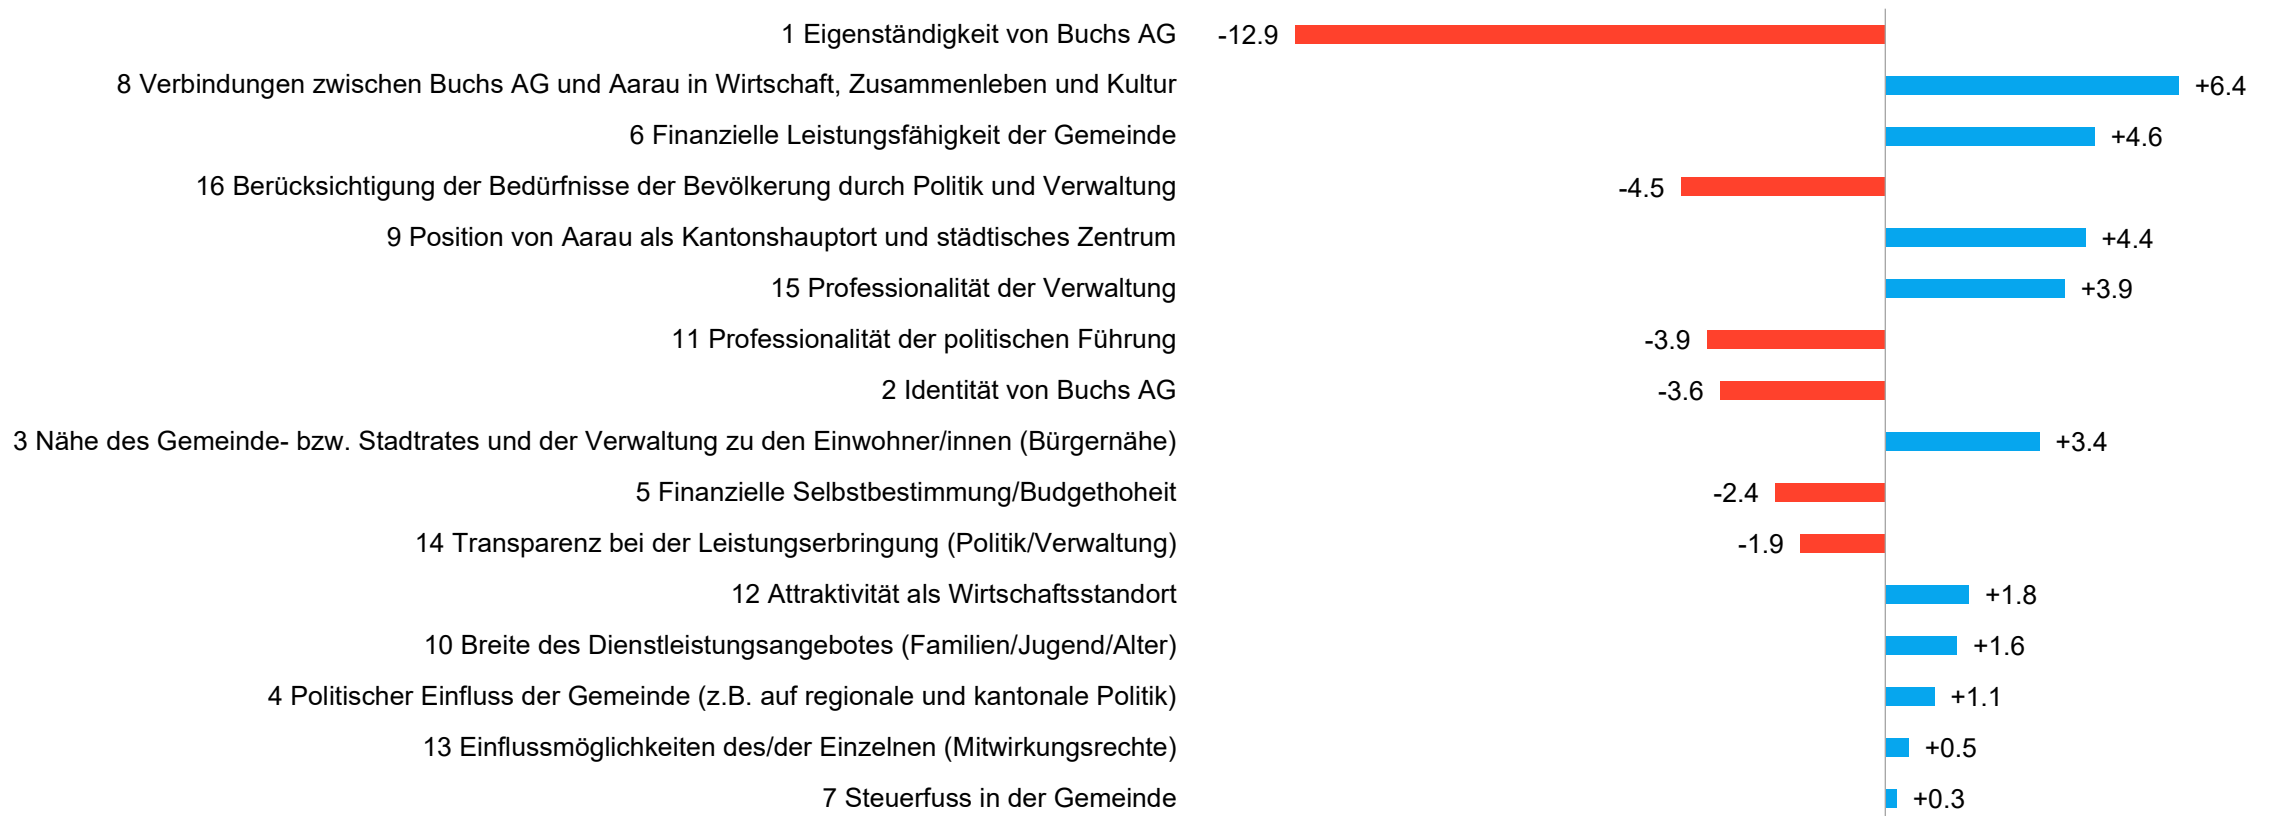 1 Eigenständigkeit von Buchs AG -12.9
8 Verbindungen zwischen Buchs AG und Aarau in Wirtschaft, Zusammenleben und Kultur +6.4
6 Finanzielle Leistungsfähigkeit der Gemeinde +4.6
16 Berücksichtigung der Bedürfnisse der Bevölkerung durch Politik und Verwaltung -4.5
9 Position von Aarau als Kantonshauptort und städtisches Zentrum +4.4
15 Professionalität der Verwaltung +3.9
11 Professionalität der politischen Führung -3.9
2 Identität von Buchs AG -3.6
3 Nähe des Gemeinde- bzw. Stadtrates und der Verwaltung zu den Einwohner/innen (Bürgernähe) +3.4
5 Finanzielle Selbstbestimmung/Budgethoheit -2.4
14 Transparenz bei der Leistungserbringung (Politik/Verwaltung) -1.9
12 Attraktivität als Wirtschaftsstandort +1.8
10 Breite des Dienstleistungsangebotes (Familien/Jugend/Alter) +1.6
4 Politischer Einfluss der Gemeinde (z.B. auf regionale und kantonale Politik) +1.1
13 Einflussmöglichkeiten des/der Einzelnen (Mitwirkungsrechte) +0.5
7 Steuerfuss in der Gemeinde +0.3